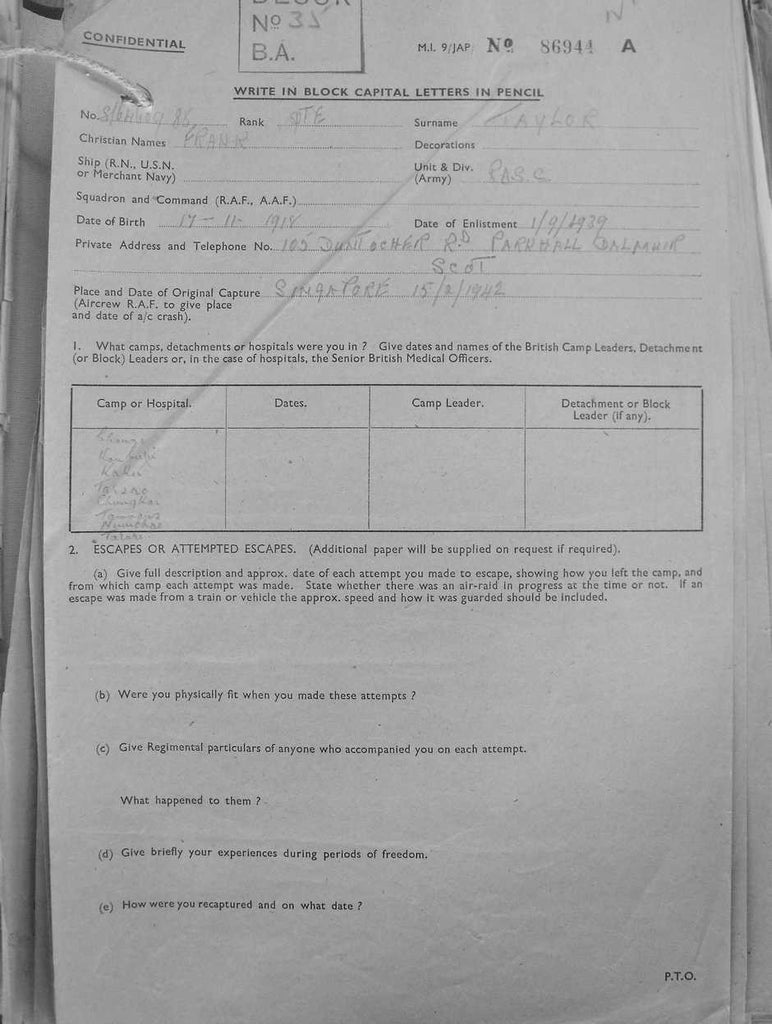 CONFIDENTIAL
No 35
B.A.
M.I. 9/JAP. No 86944 A
WRITE IN BLOCK CAPITAL LETTERS IN PENCIL
No. Rank PTE Surname TAYLOR
Christian Names FRANK Decorations
Ship (R.N., U.S.N. or Merchant Navy) Unit & Div. (Army) R.A.S.C
Squadron and Command (R.A.F., A.A.F.)
Date of Birth 17 - 11 - 1918 Date of Enlistment 1/9/1939
Private Address and Telephone No. 105 DUNTOCHER RD PARKHALL DALMUIR
SCOT
Place and Date of Original Capture SINGAPORE 15/2/1942
(Aircrew R.A.F. to give place
and date of a/c crash).
1. What camps, detachments or hospitals were you in ? Give dates and names of the British Camp Leaders, Detachment
(or Block) Leaders or, in the case of hospitals, the Senior British Medical Officers.
Camp or Hospital. Dates. Camp Leader. Detachment or Block
Leader (if any).
2. ESCAPES OR ATTEMPTED ESCAPES. (Additional paper will be supplied on request if required).
(a) Give full description and approx. date of each attempt you made to escape, showing how you left the camp, and
from which camp each attempt was made. State whether there was an air-raid in progress at the time or not. If an
escape was made from a train or vehicle the approx. speed and how it was guarded should be included.
(b) Were you physically fit when you made these attempts ?
(c) Give Regimental particulars of anyone who accompanied you on each attempt.
What happened to them ?
(d) Give briefly your experiences during periods of freedom.
(e) How were you recaptured and on what date ?
P.T.O.